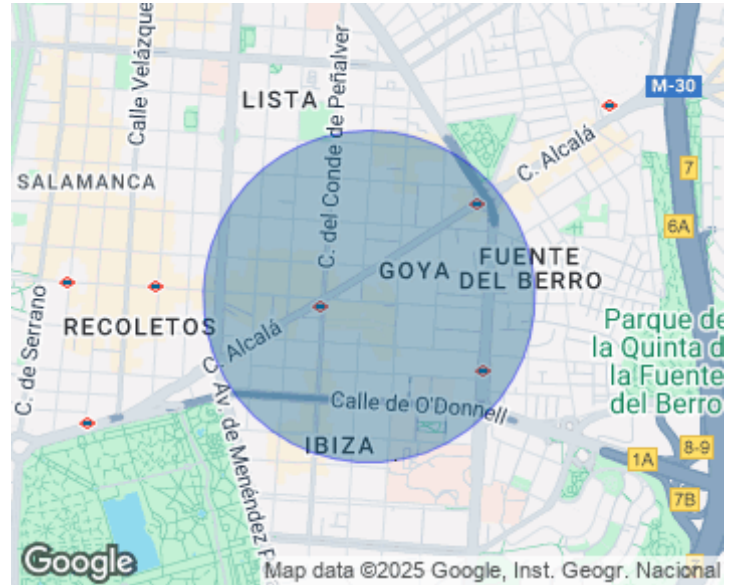 Calle Velázquez
LISTA
C. del Conde de Peñalver
M-30
C. Alcalá
7
SALAMANCA
6A
GOYA
FUENTE
DEL BERRO
C. de Serrano
RECOLETOS
C. Alcalá
Parque de
la Quinta d
la Fuente
del Berro
Calle de O'Donnell
Av. de Menéndez P
IBIZA
8-9
1A
7B
Google
Map data ©2025 Google, Inst. Geogr. Nacional